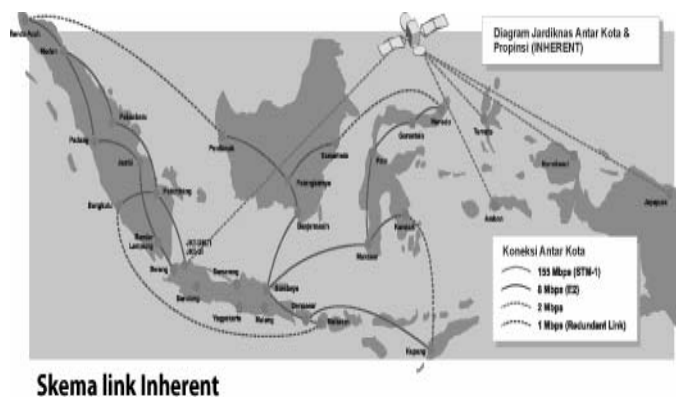 Diagram Jardiknas Antar Kota &
Propinsi (INHERENT)
Banda Aceh
Medan
Pekanbaru
Padang
Jambi
Bengkulu
Palembang
Bandar
Lampung
Serang
Bandung
Semarang
Yogyakarta
Malang
Surabaya
Denpasar
Mataram
Kupang
Pontianak
Samarinda
Palangkaraya
Banjarmasin
Makasar
Kendari
Palu
Gorontalo
Manado
Ternate
Ambon
Manokwari
Jayapura
Koneksi Antar Kota
155 Mbps (STM-1)
8 Mbps (E2)
2 Mbps
1 Mbps (Redundant Link)
Skema link Inherent